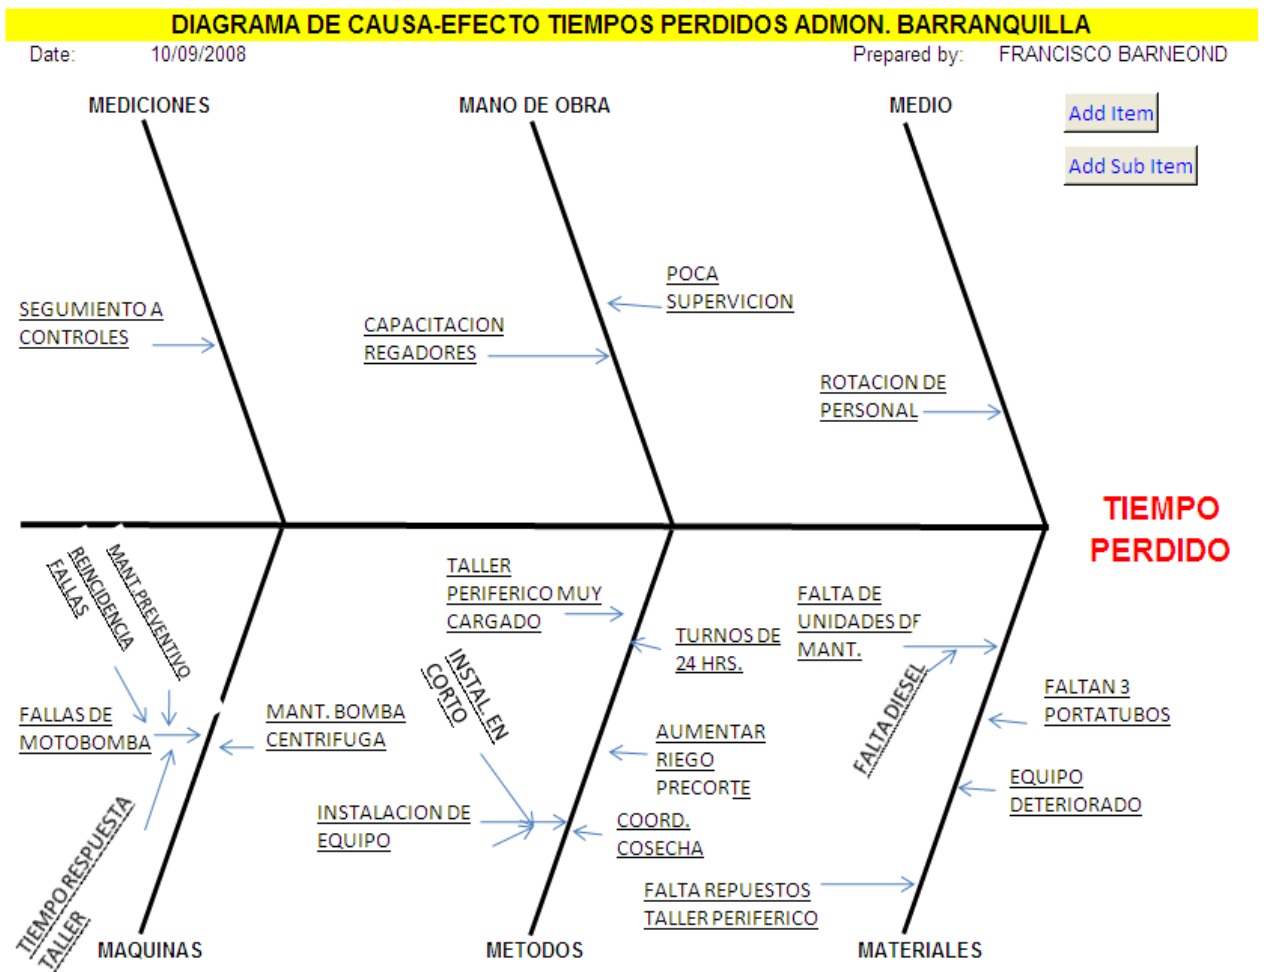 DIAGRAMA DE CAUSA-EFECTO TIEMPOS PERDIDOS ADMON. BARRANQUILLA
Date: 10/09/2008
Prepared by: FRANCISCO BARNEOND
MEDICIONES
MANO DE OBRA
MEDIO
Add Item
Add Sub Item
SEGUMIENTO A
CONTROLES
CAPACITACION
REGADORES
POCA
SUPERVICION
ROTACION DE
PERSONAL
TIEMPO
PERDIDO
REINCIDENCIA
FALLAS
MANT.PREVENTIVO
FALLAS DE
MOTOBOMBA
MANT. BOMBA
CENTRIFUGA
TIEMPO RESPUESTA
TALLER
TALLER
PERIFERICO MUY
CARGADO
TURNOS DE
24 HRS.
INSTAL. EN
CORTO
AUMENTAR
RIEGO
PRECORTE
INSTALACION DE
EQUIPO
COORD.
COSECHA
FALTA DE
UNIDADES DE
MANT.
FALTA DIESEL
FALTAN 3
PORTATUBOS
EQUIPO
DETERIORADO
FALTA REPUESTOS
TALLER PERIFERICO
MAQUINAS
METODOS
MATERIALES